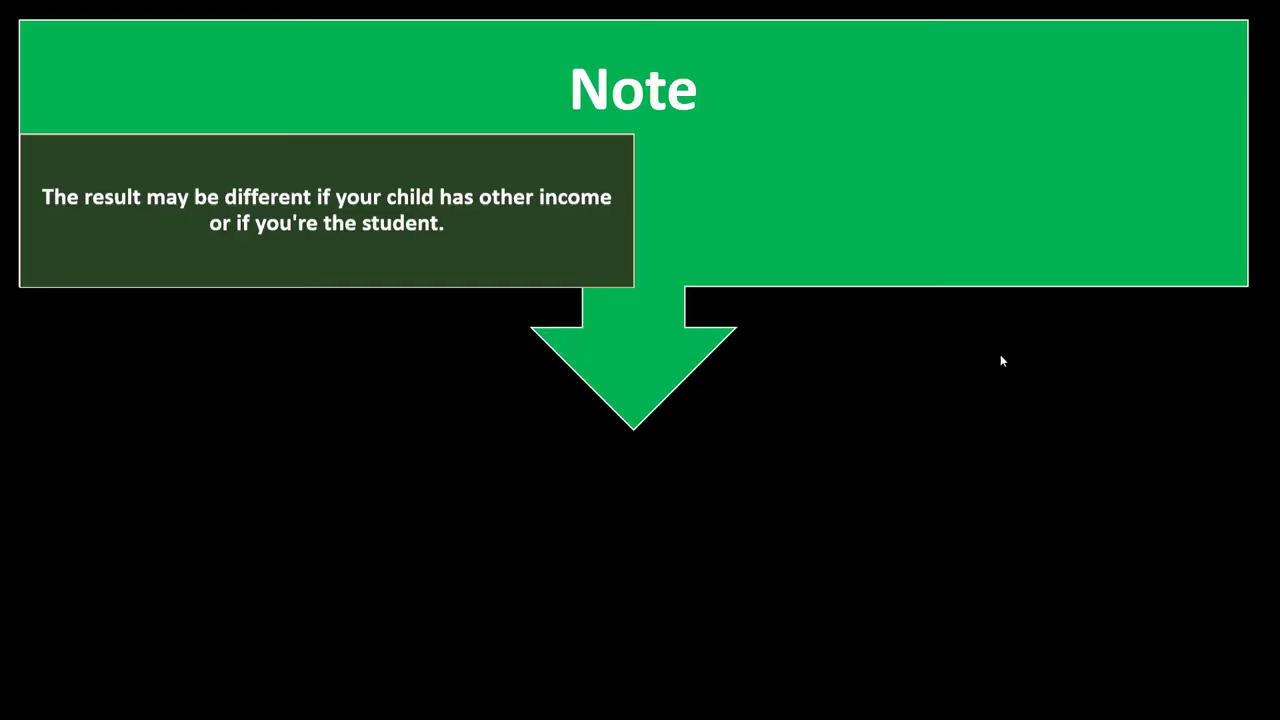 Note
The result may be different if your child has other income
or if you're the student.